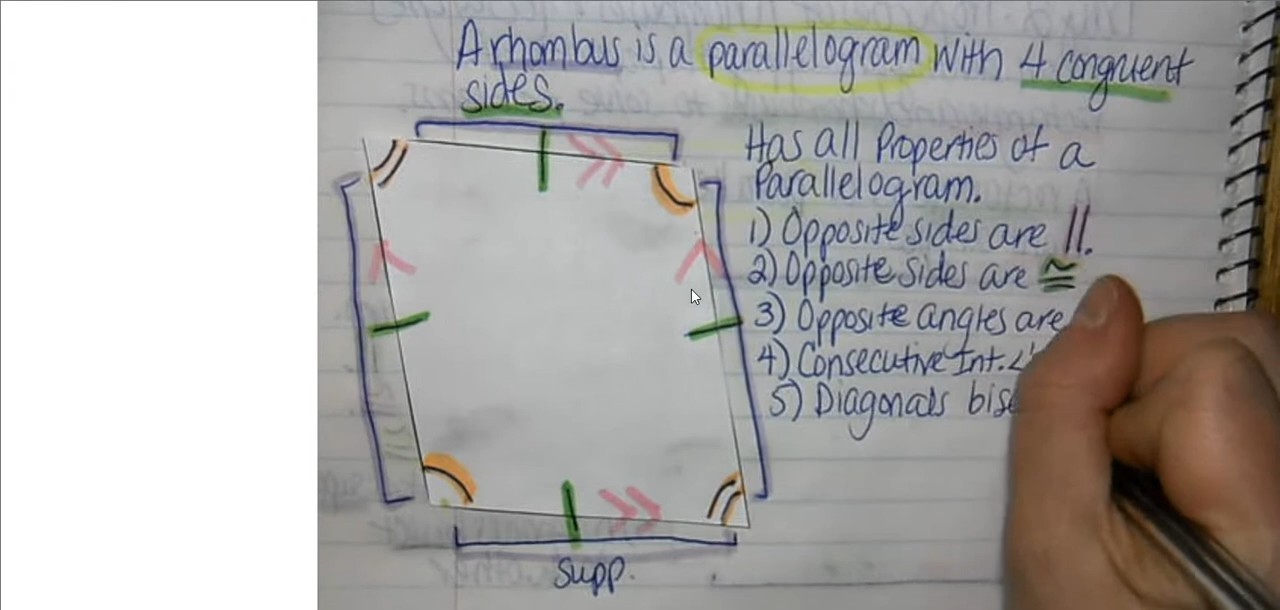 A rhombus is a parallelogram with 4 congruent
sides.
Has all Properties of a
Parallelogram.
1) Opposite sides are ||.
2) Opposite sides are ≅
3) Opposite angles are
4) Consecutive Int. ∠'
5) Diagonals
supp.